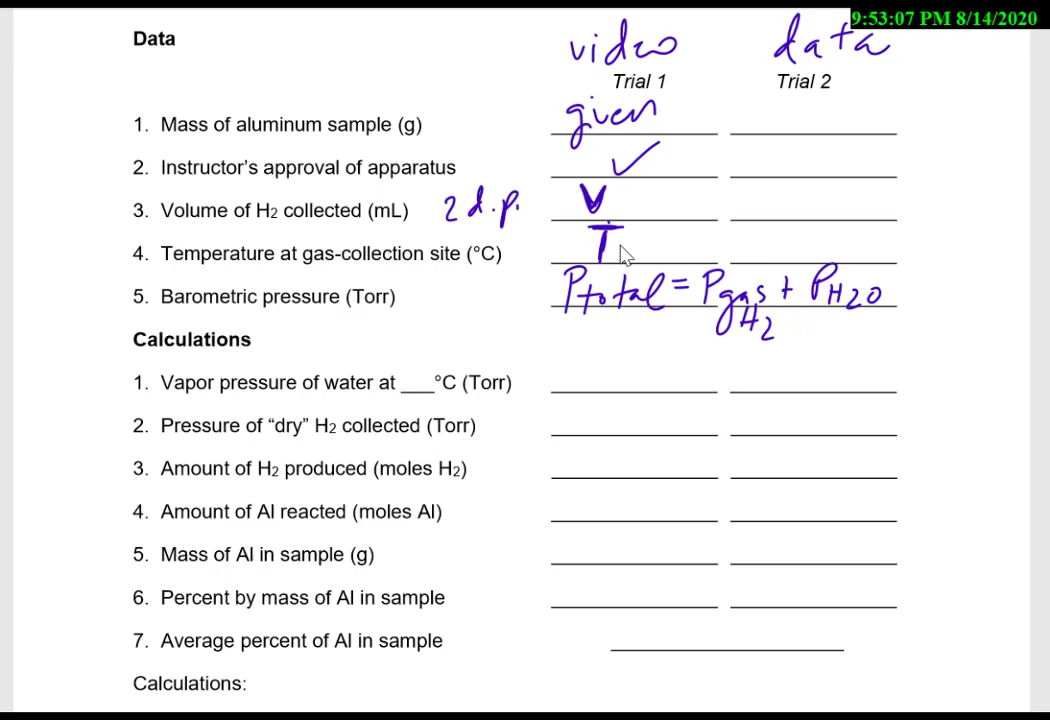 9:53:07 PM 8/14/2020
Data video data
Trial 1 Trial 2
1. Mass of aluminum sample (g) given
2. Instructor's approval of apparatus ✓
3. Volume of H2 collected (mL) 2 d.p. V
4. Temperature at gas-collection site (°C) T
5. Barometric pressure (Torr) Ptotal = Pgas + PH2O
H2
Calculations
1. Vapor pressure of water at ___°C (Torr)
2. Pressure of “dry” H2 collected (Torr)
3. Amount of H2 produced (moles H2)
4. Amount of Al reacted (moles Al)
5. Mass of Al in sample (g)
6. Percent by mass of Al in sample
7. Average percent of Al in sample
Calculations: